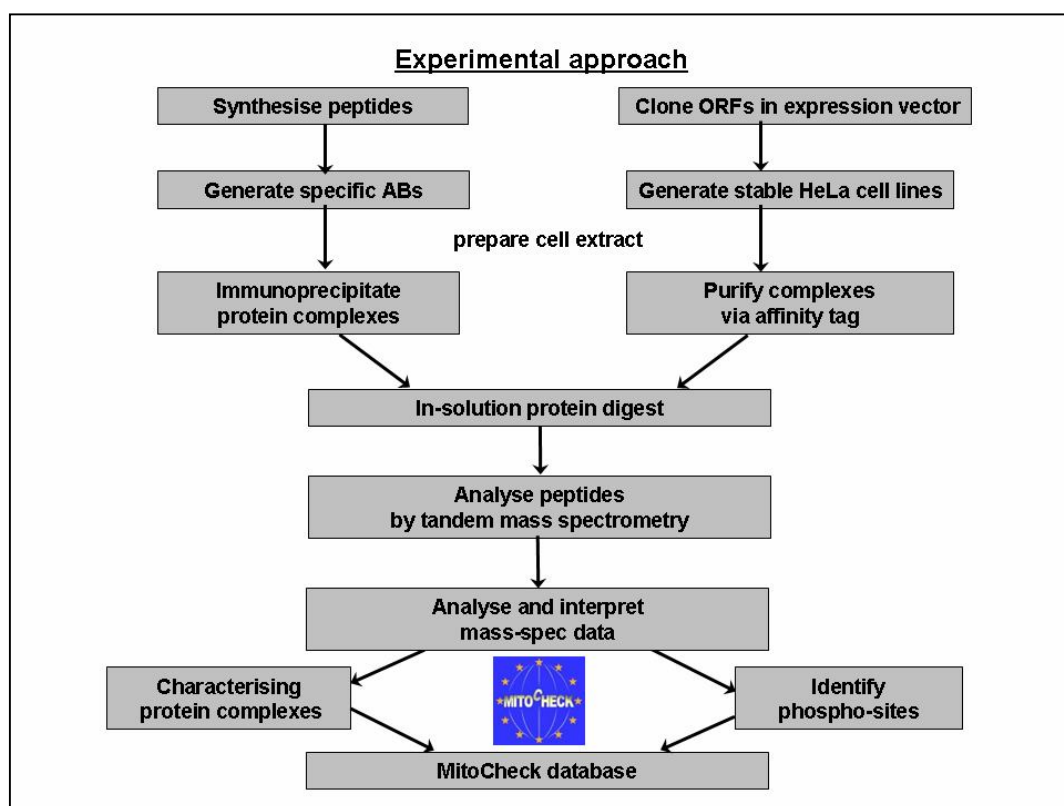 Experimental approach
Synthesise peptides
Clone ORFs in expression vector
Generate specific ABs
Generate stable HeLa cell lines
prepare cell extract
Immunoprecipitate
protein complexes
Purify complexes
via affinity tag
In-solution protein digest
Analyse peptides
by tandem mass spectrometry
Analyse and interpret
mass-spec data
Characterising
protein complexes
MITOCHECK
Identify
phospho-sites
MitoCheck database